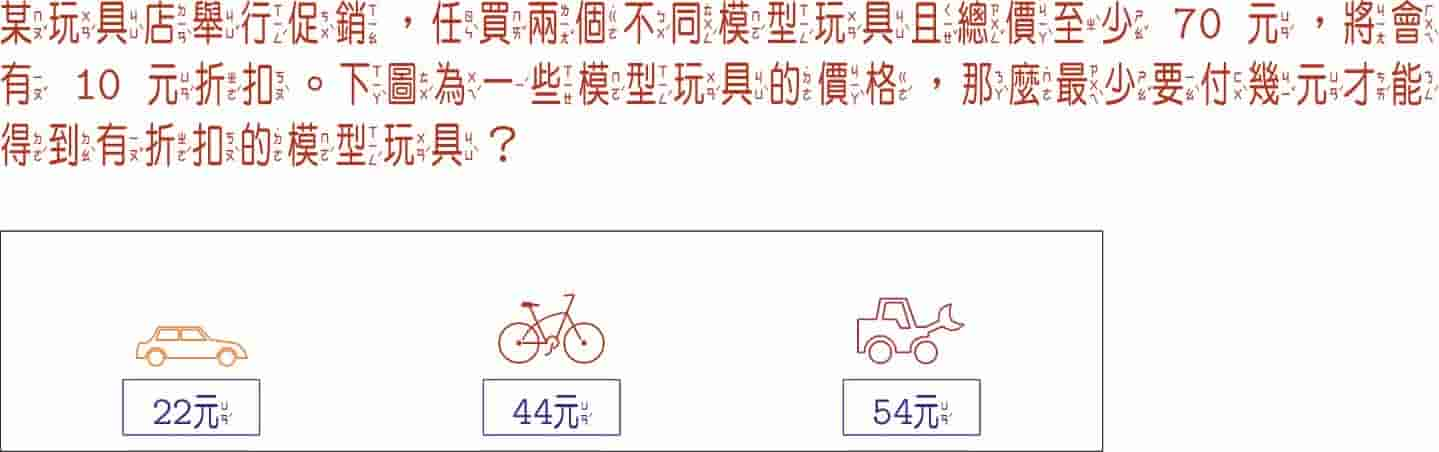 某玩具店舉行促銷，任買兩個不同模型玩具且總價至少 70 元，將會
有 10 元折扣。下圖為一些模型玩具的價格，那麼最少要付幾元才能
得到有折扣的模型玩具？
22元 44元 54元